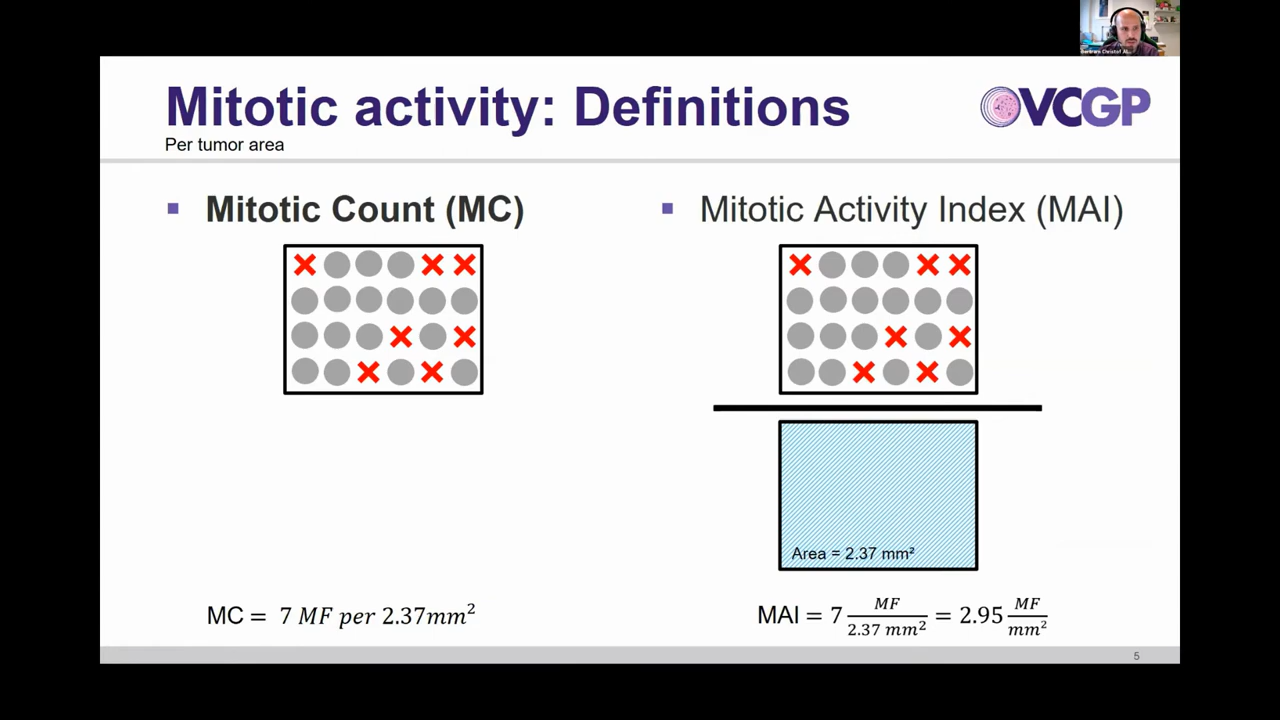 Mitotic activity: Definitions
VCGP
Per tumor area
▪ Mitotic Count (MC)
▪ Mitotic Activity Index (MAI)
Area = 2.37 mm²
MC = 7 MF per 2.37mm²
MAI = 7 MF / 2.37 mm² = 2.95 MF / mm²
5